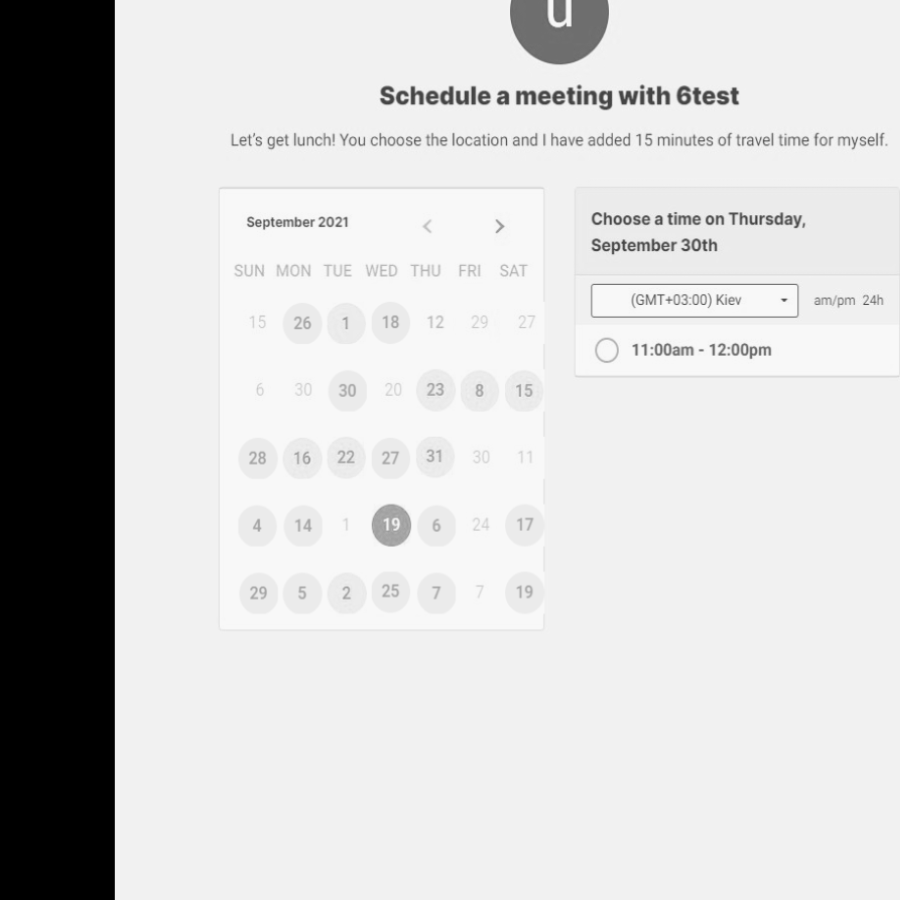 u
Schedule a meeting with 6test
Let's get lunch! You choose the location and I have added 15 minutes of travel time for myself.
September 2021
SUN MON TUE WED THU FRI SAT
15 26 1 18 12 29 27
6 30 30 20 23 8 15
28 16 22 27 31 30 11
4 14 1 19 6 24 17
29 5 2 25 7 7 19
Choose a time on Thursday,
September 30th
(GMT+03:00) Kiev am/pm 24h
11:00am - 12:00pm